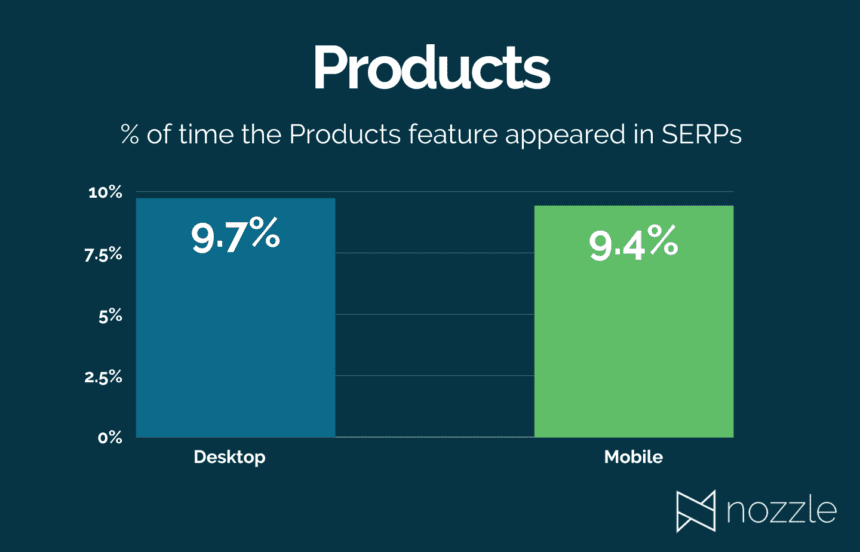 Products
% of time the Products feature appeared in SERPs
10%
9.7%
9.4%
7.5%
5%
2.5%
0%
Desktop
Mobile
nozzle